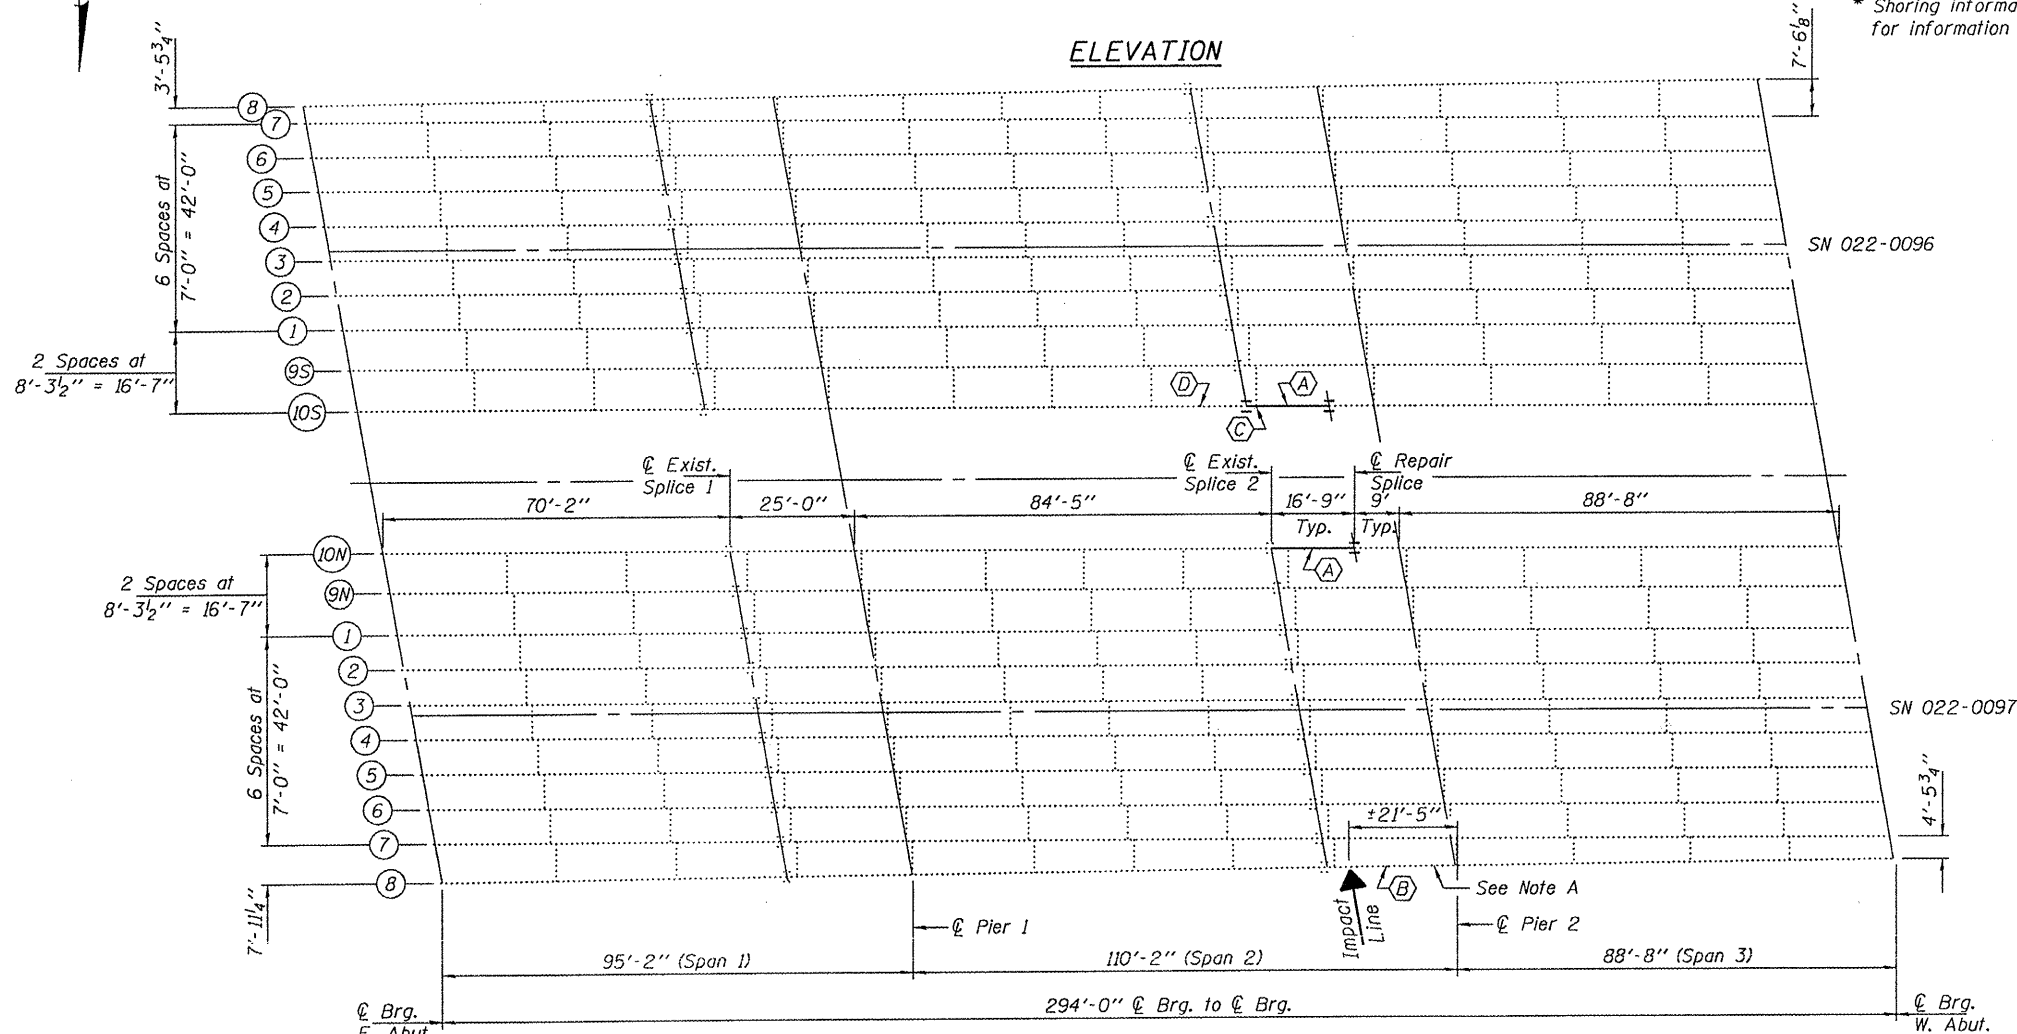 * Shoring informa
for information
ELEVATION
3'-5¾"
7'-6⅛"
8
7
6
5
4
3
2
1
9S
10S
6 Spaces at
7'-0" = 42'-0"
2 Spaces at
8'-3½" = 16'-7"
SN 022-0096
D
A
C
℄ Exist.
Splice 1
℄ Exist.
Splice 2
℄ Repair
Splice
70'-2"
25'-0"
84'-5"
16'-9"
Typ.
9'
Typ.
88'-8"
10N
9N
1
2
3
4
5
6
7
8
A
2 Spaces at
8'-3½" = 16'-7"
6 Spaces at
7'-0" = 42'-0"
SN 022-0097
4'-5¾"
±21'-5"
B
See Note A
7'-11¼"
Impact
Line
℄ Pier 1
℄ Pier 2
95'-2" (Span 1)
110'-2" (Span 2)
88'-8" (Span 3)
294'-0" ℄ Brg. to ℄ Brg.
℄ Brg.
E. Abut.
℄ Brg.
W. Abut.